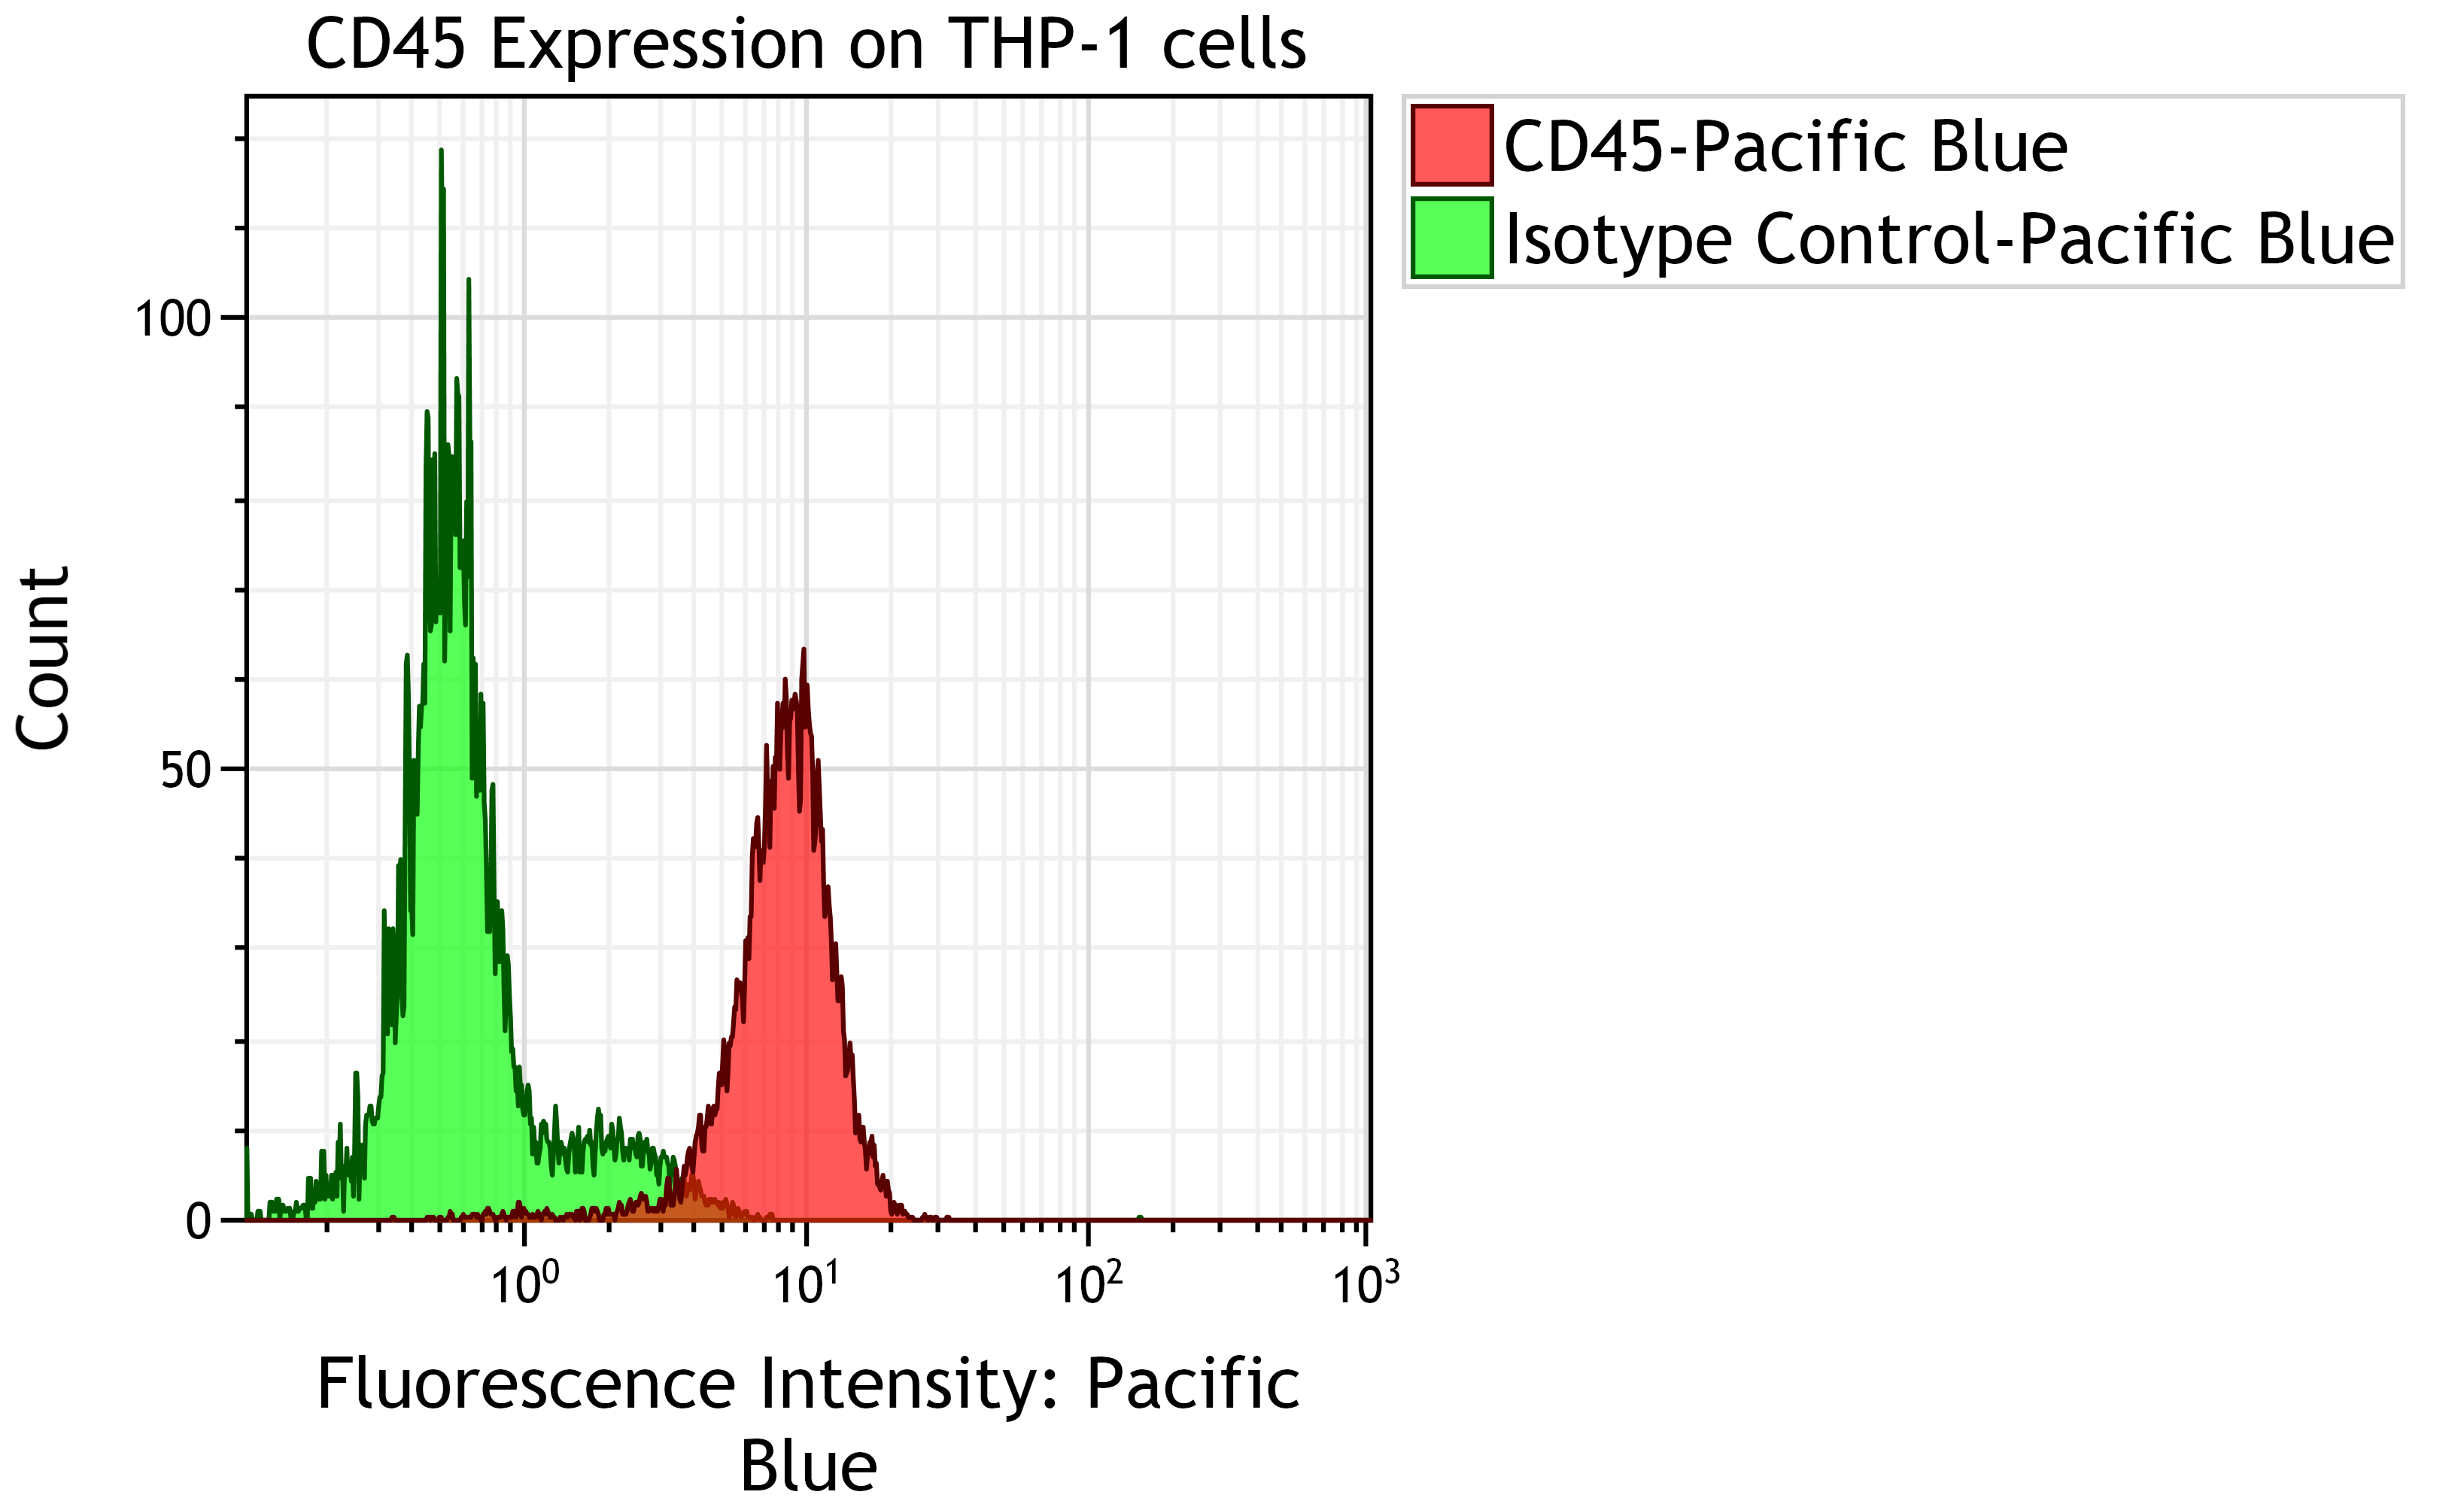 CD45 Expression on THP-1 cells
CD45-Pacific Blue
Isotype Control-Pacific Blue
Count
100
50
0
10⁰ 10¹ 10² 10³
Fluorescence Intensity: Pacific
Blue